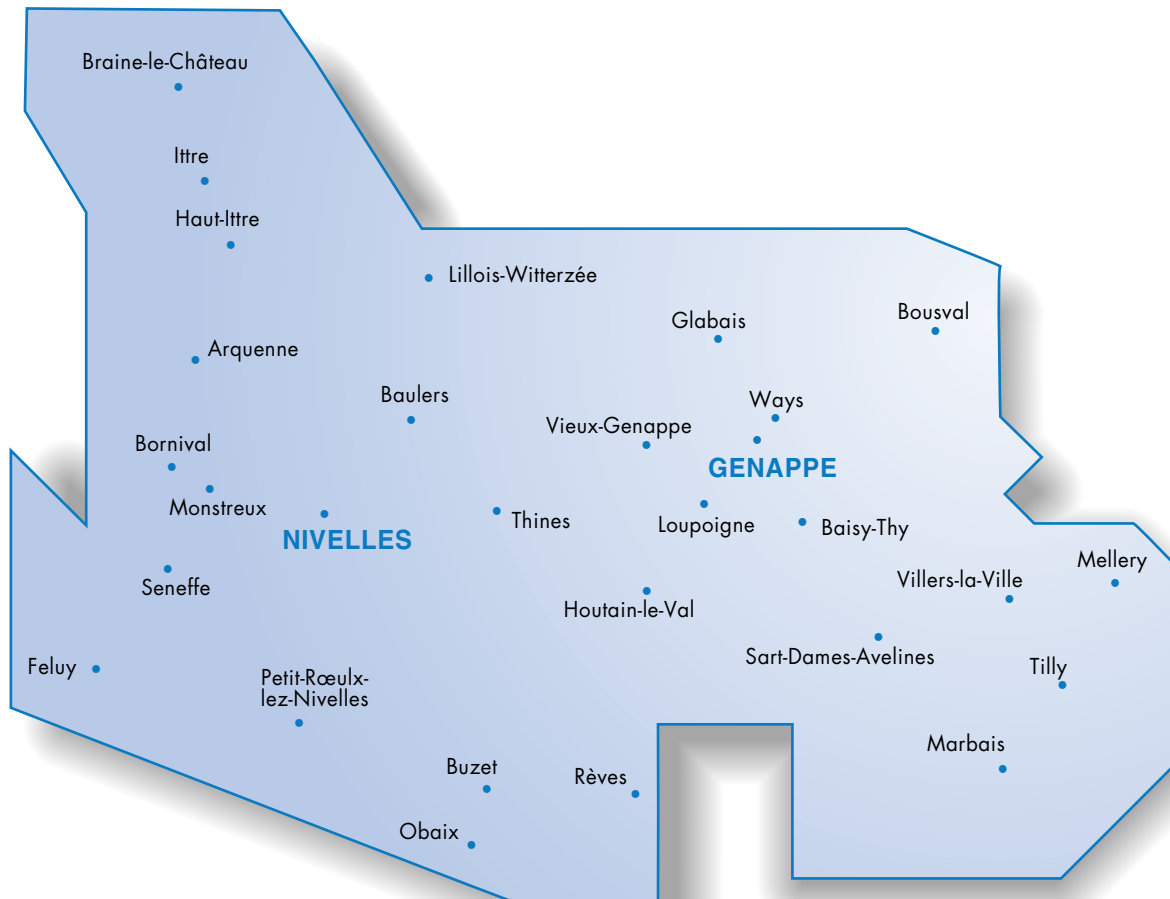 Braine-le-Château
Ittre
Haut-Ittre
Lillois-Witterzée
Bousval
Glabais
Arquenne
Baulers
Ways
Vieux-Genappe
Bornival
GENAPPE
Monstreux
Thines
Loupoigne
Baisy-Thy
NIVELLES
Mellery
Villers-la-Ville
Seneffe
Houtain-le-Val
Sart-Dames-Avelines
Feluy
Tilly
Petit-Rœulx-
lez-Nivelles
Marbais
Buzet
Rèves
Obaix